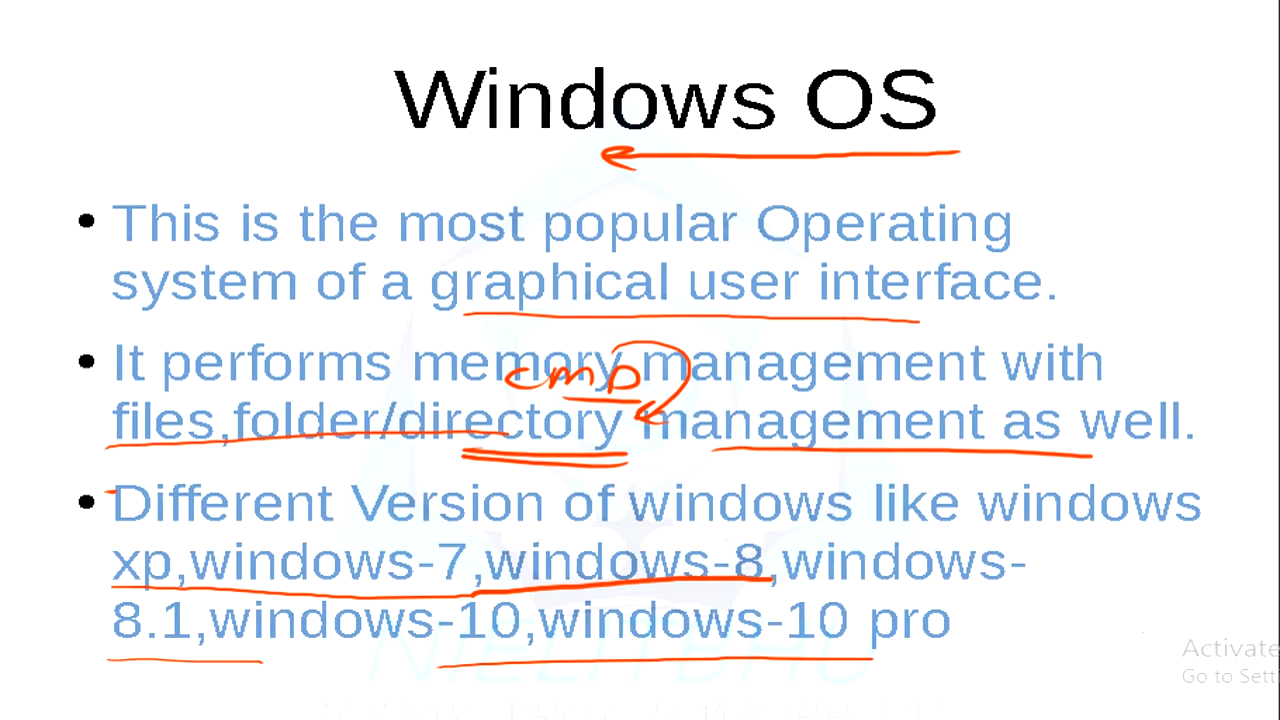 Windows OS
• This is the most popular Operating
system of a graphical user interface.
• It performs memory management with
cmD
files,folder/directory management as well.
• Different Version of windows like windows
xp,windows-7,windows-8,windows-
8.1,windows-10,windows-10 pro
Activate
Go to Sett